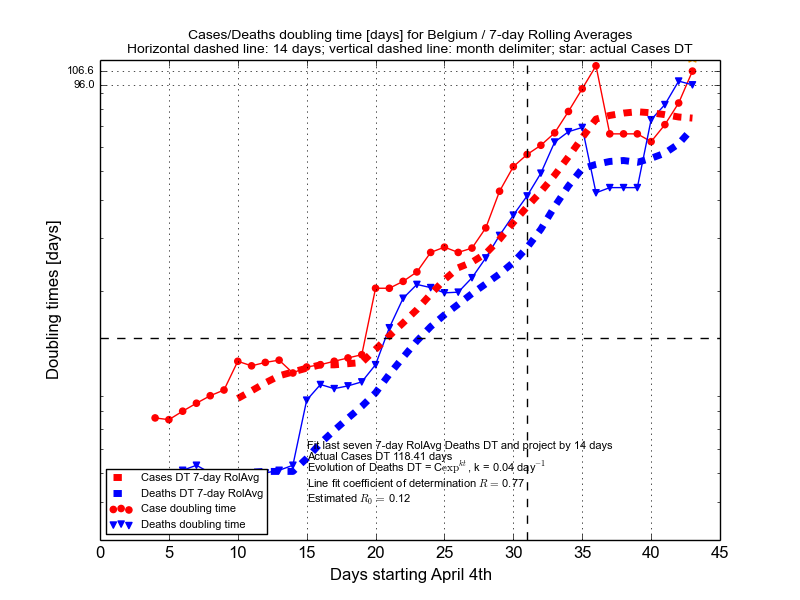 Cases/Deaths doubling time [days] for Belgium / 7-day Rolling Averages
Horizontal dashed line: 14 days; vertical dashed line: month delimiter; star: actual Cases DT
106.6
96.0
Doubling times [days]
Fit last seven 7-day RolAvg Deaths DT and project by 14 days
Actual Cases DT 118.41 days
Evolution of Deaths DT = Cexp^{kt}, k = 0.04 day^{-1}
Line fit coefficient of determination R = 0.77
Estimated R_0 = 0.12
Cases DT 7-day RolAvg
Deaths DT 7-day RolAvg
Case doubling time
Deaths doubling time
0 5 10 15 20 25 30 35 40 45
Days starting April 4th